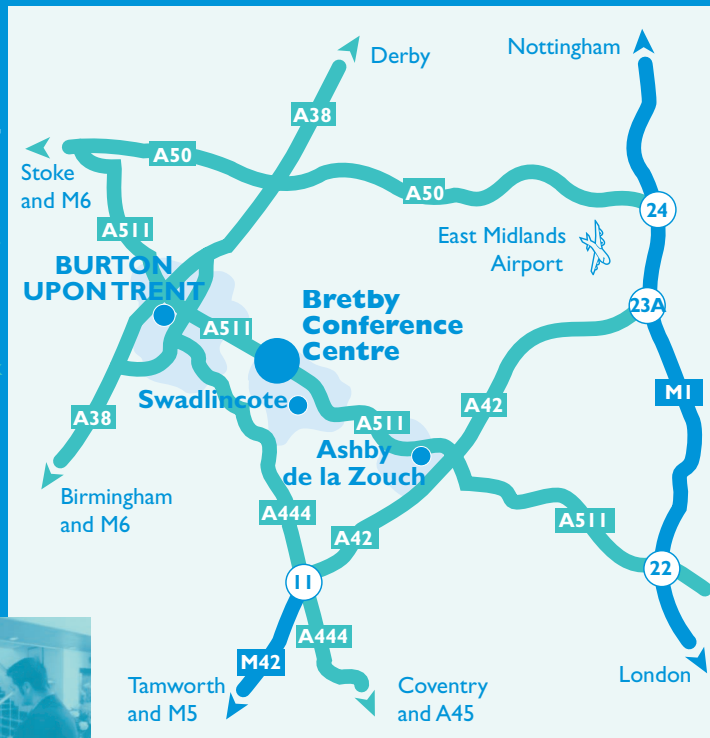 Nottingham
Derby
A38
A50
Stoke
and M6
A50
24
A511
East Midlands
Airport
BURTON
UPON TRENT
Bretby
Conference
Centre
23A
A511
M1
Swadlincote
A42
A38
A511
Ashby
de la Zouch
Birmingham
and M6
A444
A511
A42
22
11
A444
M42
London
Tamworth
and M5
Coventry
and A45